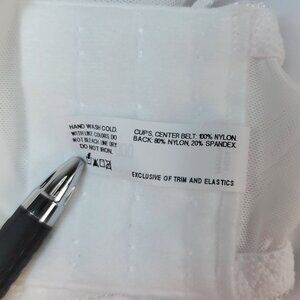 HAND WASH COLD.
WITH LIKE COLORS DO
NOT BLEACH LINE DRY
DO NOT IRON.
CUPS, CENTER BELT: 100% NYLON.
BACK: 80% NYLON, 20% SPANDEX.
EXCLUSIVE OF TRIM AND ELASTICS